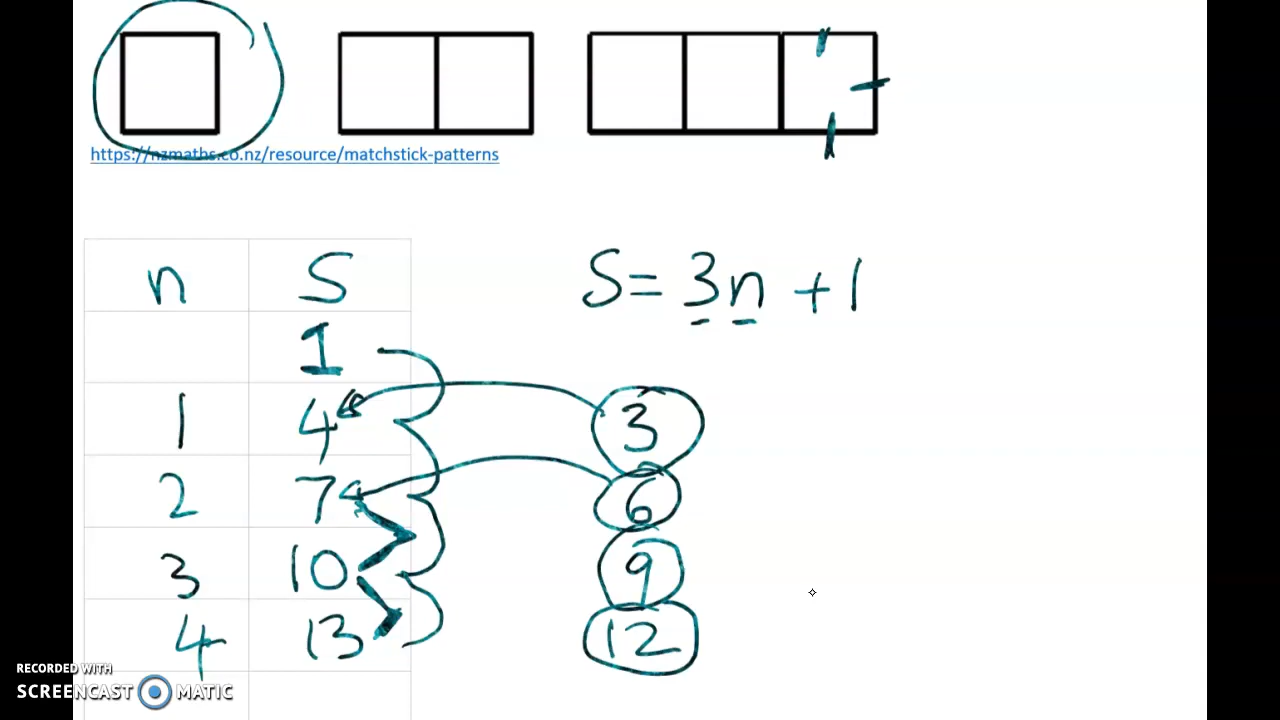 https://nzmaths.co.nz/resource/matchstick-patterns
n S
S = 3n + 1
1
1 4 3
2 7 6
3 10 9
4 13 12
RECORDED WITH
SCREENCAST MATIC